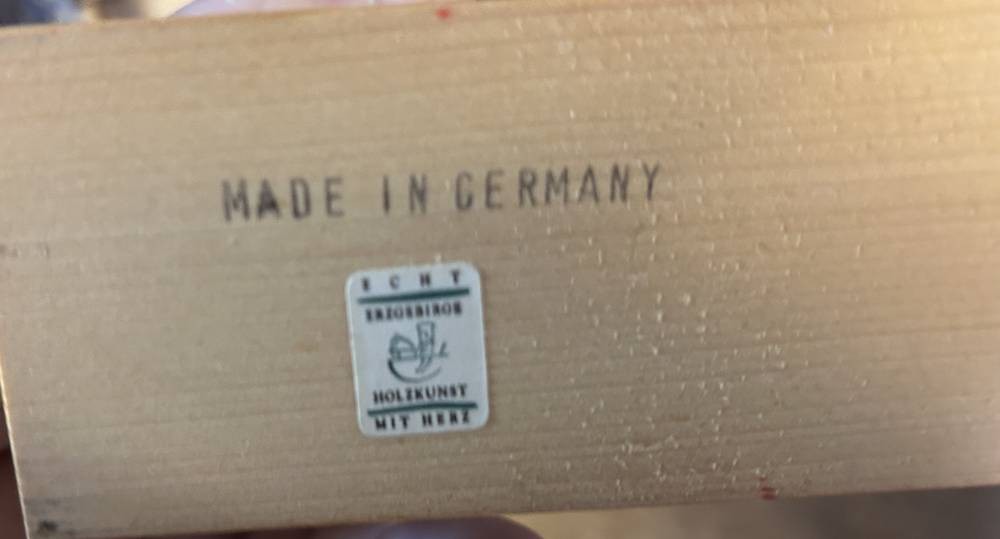 MADE IN GERMANY
ECHT
ERZGEBIRGE
HOLZKUNST
MIT HERZ